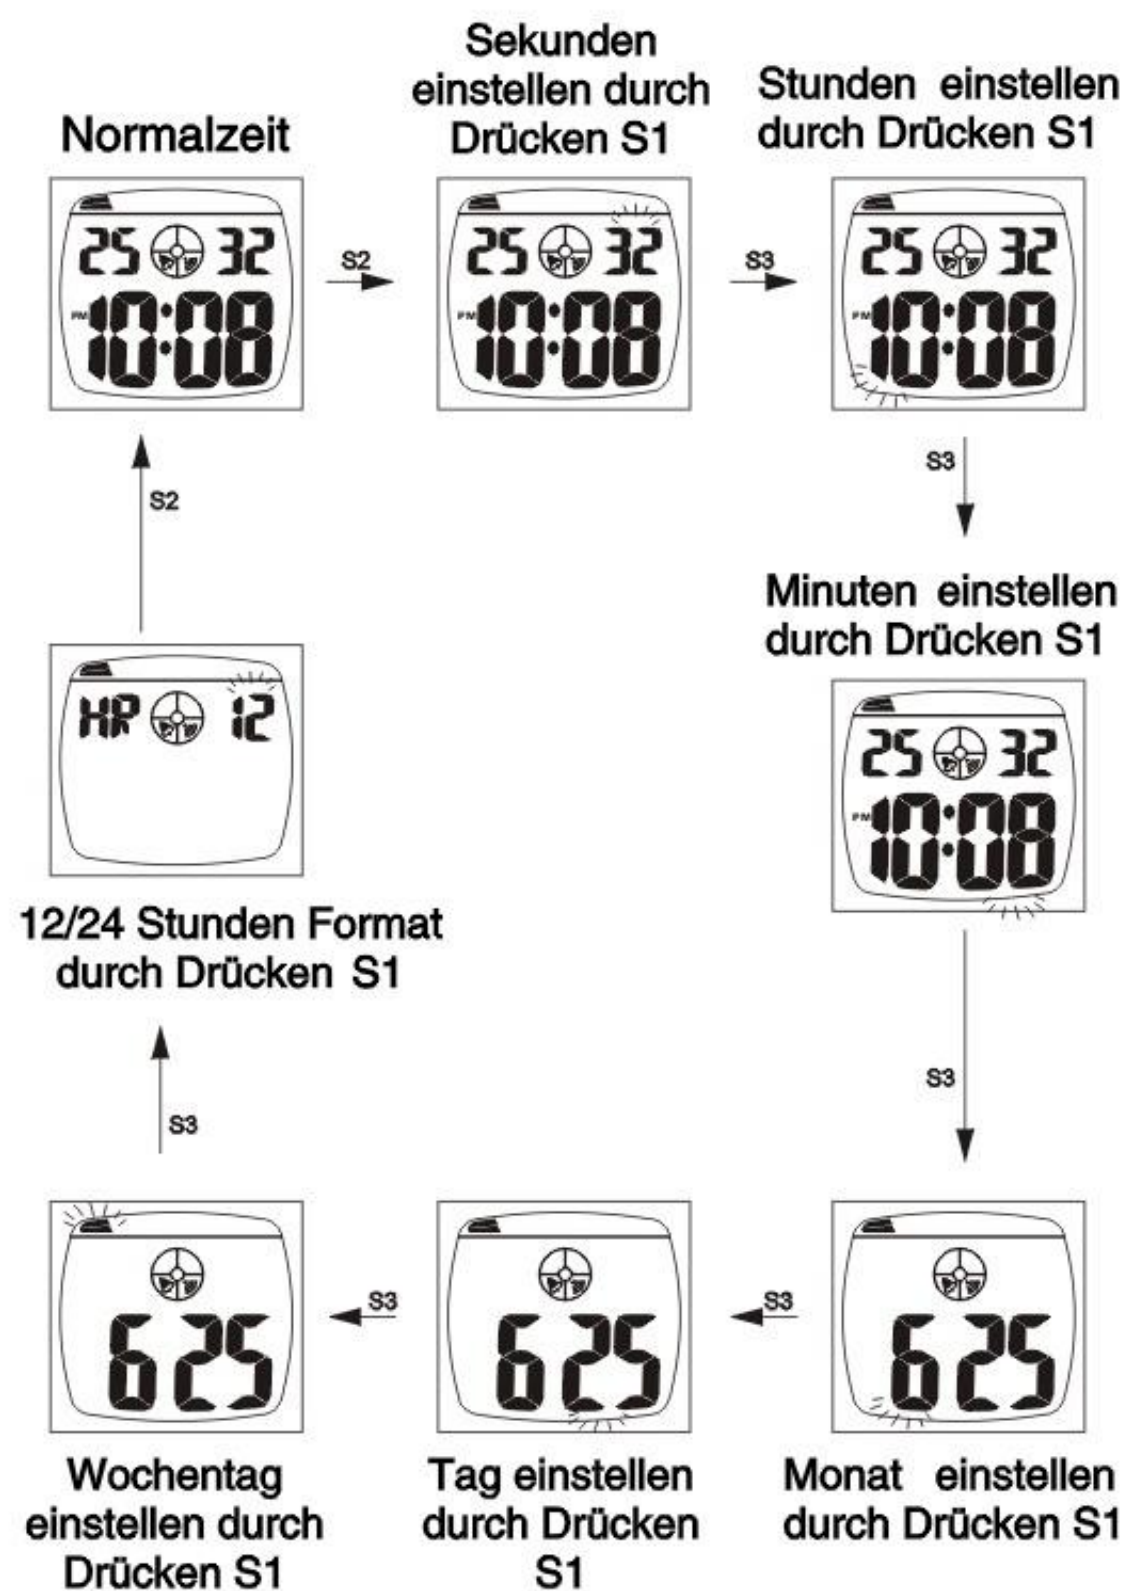 Normalzeit
25 32
PM 10:08
S2
Sekunden
einstellen durch
Drücken S1
25 32
PM 10:08
S3
Stunden einstellen
durch Drücken S1
25 32
PM 10:08
S3
Minuten einstellen
durch Drücken S1
25 32
PM 10:08
S3
6 25
Monat einstellen
durch Drücken S1
S3
6 25
Tag einstellen
durch Drücken
S1
S3
6 25
Wochentag
einstellen durch
Drücken S1
S3
HR 12
12/24 Stunden Format
durch Drücken S1
S2